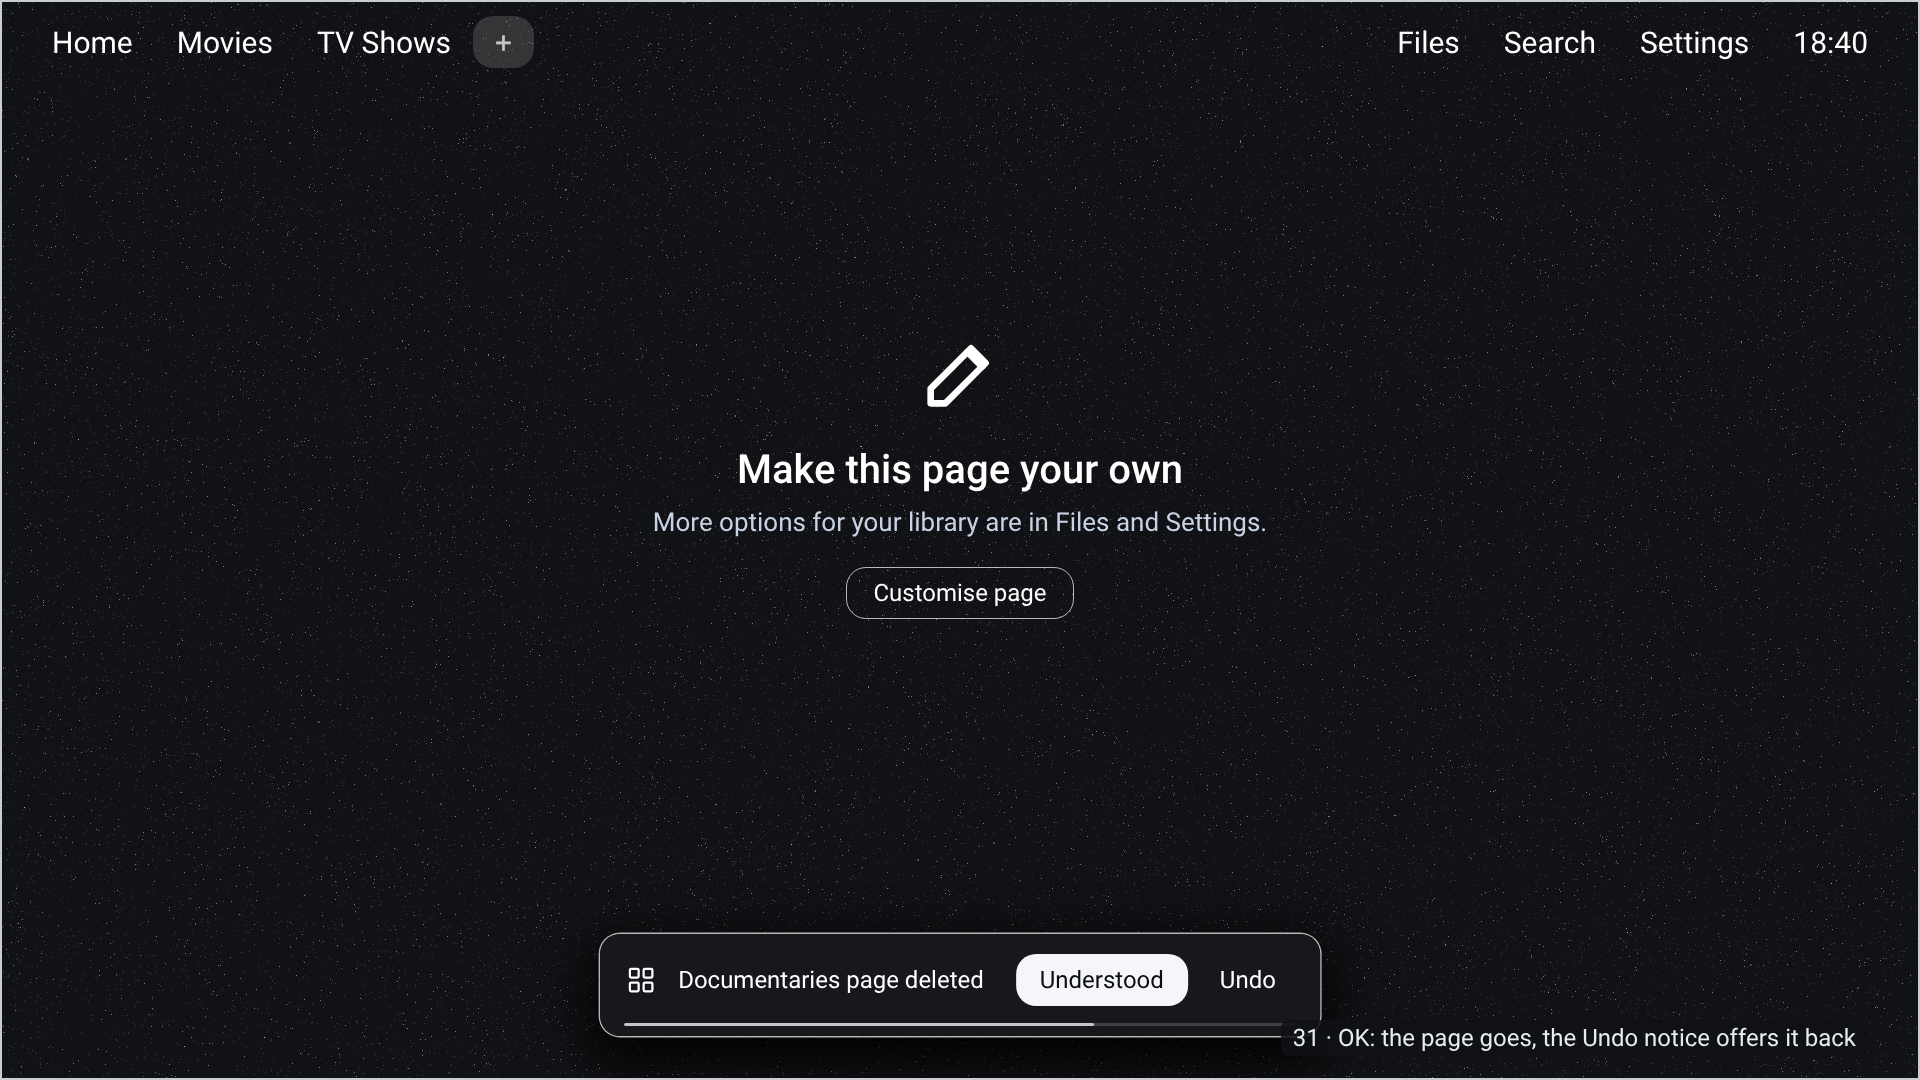 Home Movies TV Shows + Files Search Settings 18:40
Make this page your own
More options for your library are in Files and Settings.
Customise page
Documentaries page deleted Understood Undo
31 · OK: the page goes, the Undo notice offers it back